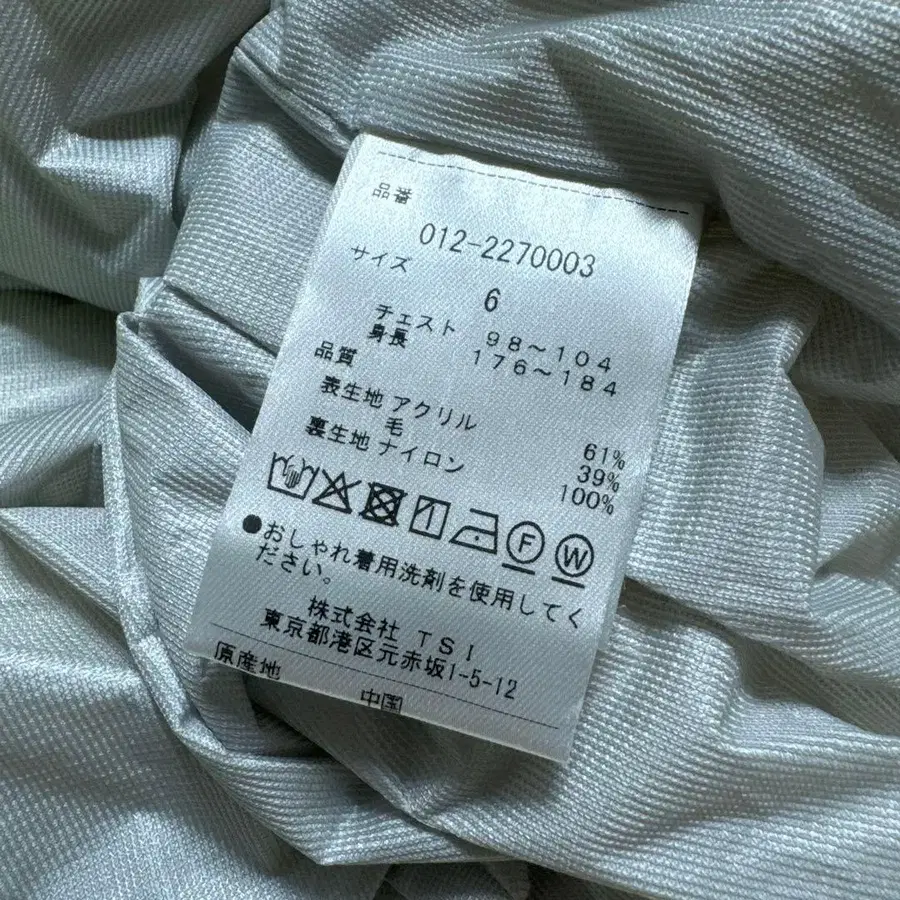 品番
012-2270003
サイズ
6
チェスト 98～104
身長 176～184
品質
表生地 アクリル 61%
毛 39%
裏生地 ナイロン 100%
F W
●おしゃれ着用洗剤を使用してく
ださい。
株式会社 TSI
東京都港区元赤坂1-5-12
原産地
中国